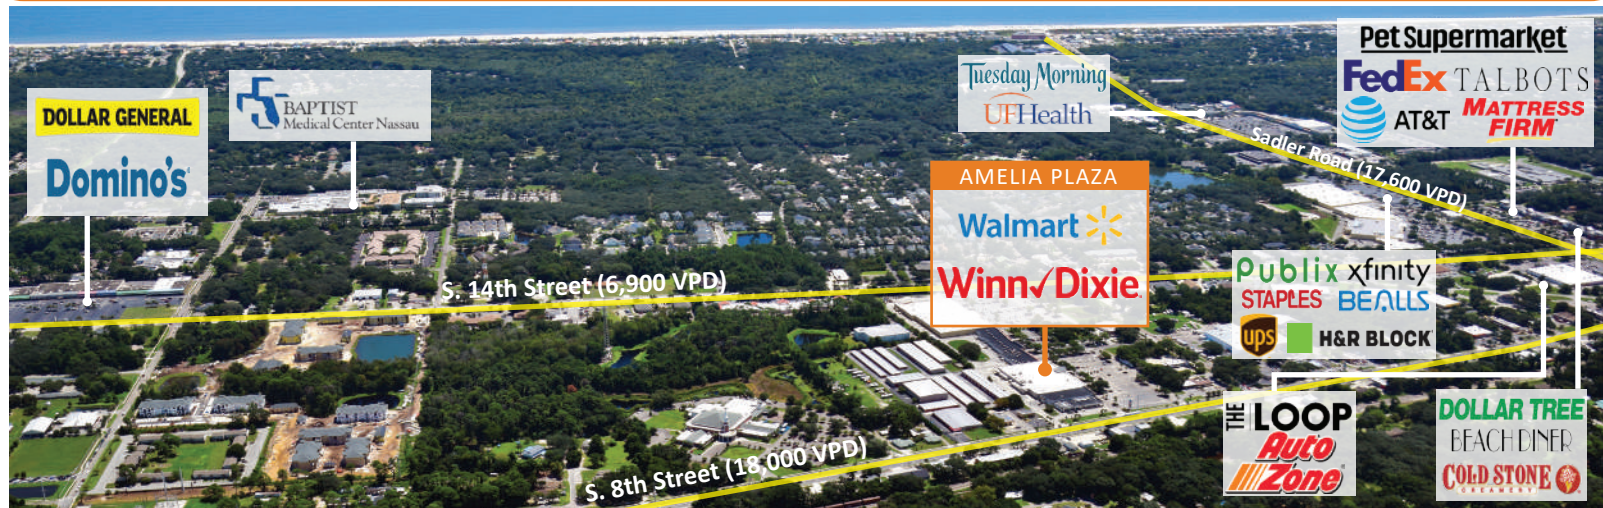 DOLLAR GENERAL
Domino's
BAPTIST
Medical Center Nassau
Tuesday Morning
UFHealth
Pet Supermarket
FedEx TALBOTS
AT&T MATTRESS
FIRM
Sadler Road (17,600 VPD)
AMELIA PLAZA
Walmart
Winn✓Dixie
S. 14th Street (6,900 VPD)
Publix xfinity
STAPLES BEALLS
ups H&R BLOCK
THE LOOP
Auto
Zone
DOLLAR TREE
BEACH DINER
COLD STONE
CREAMERY
S. 8th Street (18,000 VPD)